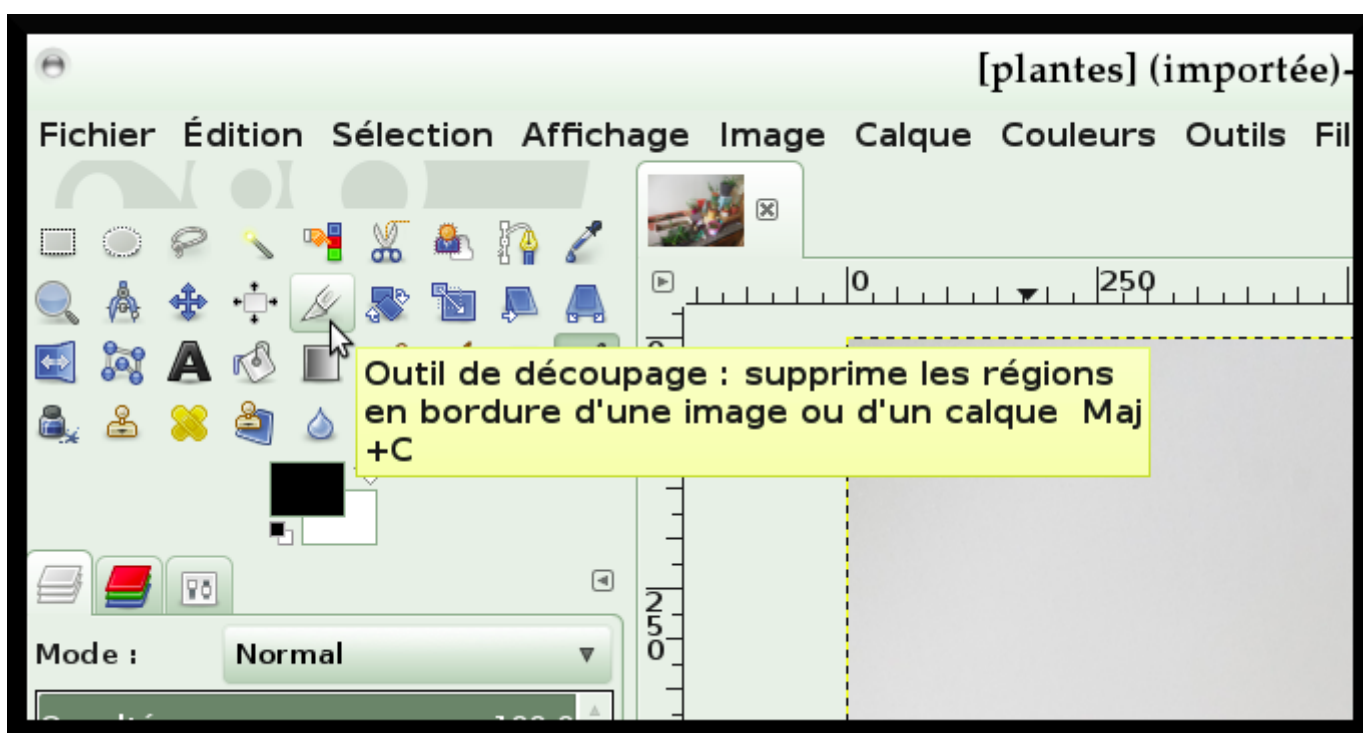 [plantes] (importée)-
Fichier Édition Sélection Affichage Image Calque Couleurs Outils Fil
0 250
Outil de découpage : supprime les régions
en bordure d'une image ou d'un calque Maj
+C
0
250
Mode : Normal